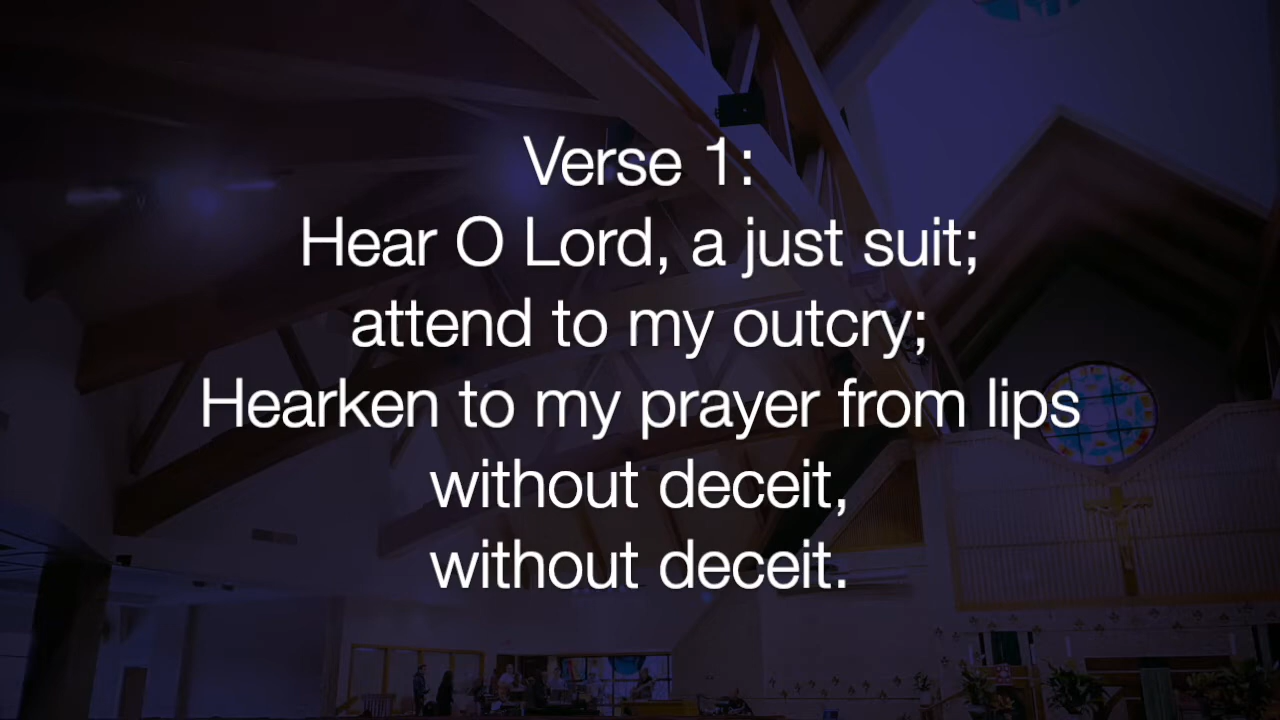 Verse 1:
Hear O Lord, a just suit;
attend to my outcry;
Hearken to my prayer from lips
without deceit,
without deceit.